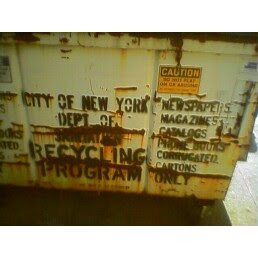 CAUTION
DO NOT PLAY
ON OR AROUND
CITY OF NEW YORK
DEPT. OF
RECYCLING
PROGRAM
NEWSPAPERS
MAGAZINES
CATALOGS
PHONE BOOKS
CORRUGATED
CARTONS
ONLY